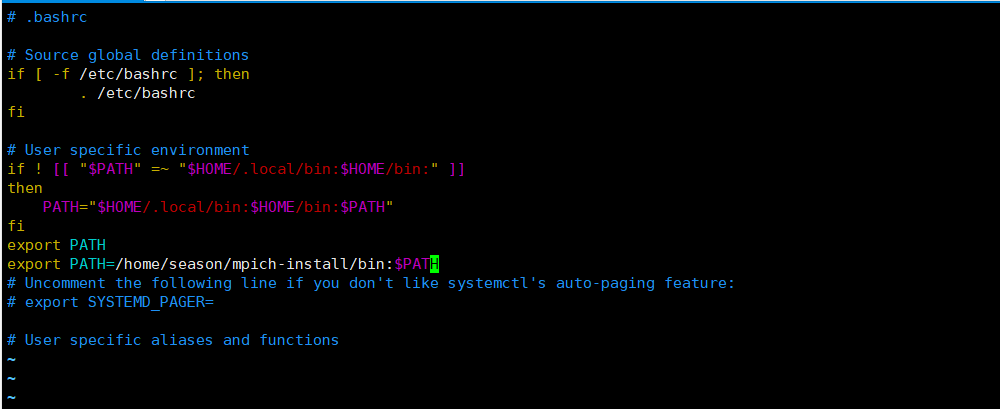 # .bashrc
# Source global definitions
if [ -f /etc/bashrc ]; then
        . /etc/bashrc
fi
# User specific environment
if ! [[ "$PATH" =~ "$HOME/.local/bin:$HOME/bin:" ]]
then
    PATH="$HOME/.local/bin:$HOME/bin:$PATH"
fi
export PATH
export PATH=/home/season/mpich-install/bin:$PATH
# Uncomment the following line if you don't like systemctl's auto-paging feature:
# export SYSTEMD_PAGER=
# User specific aliases and functions
~
~
~